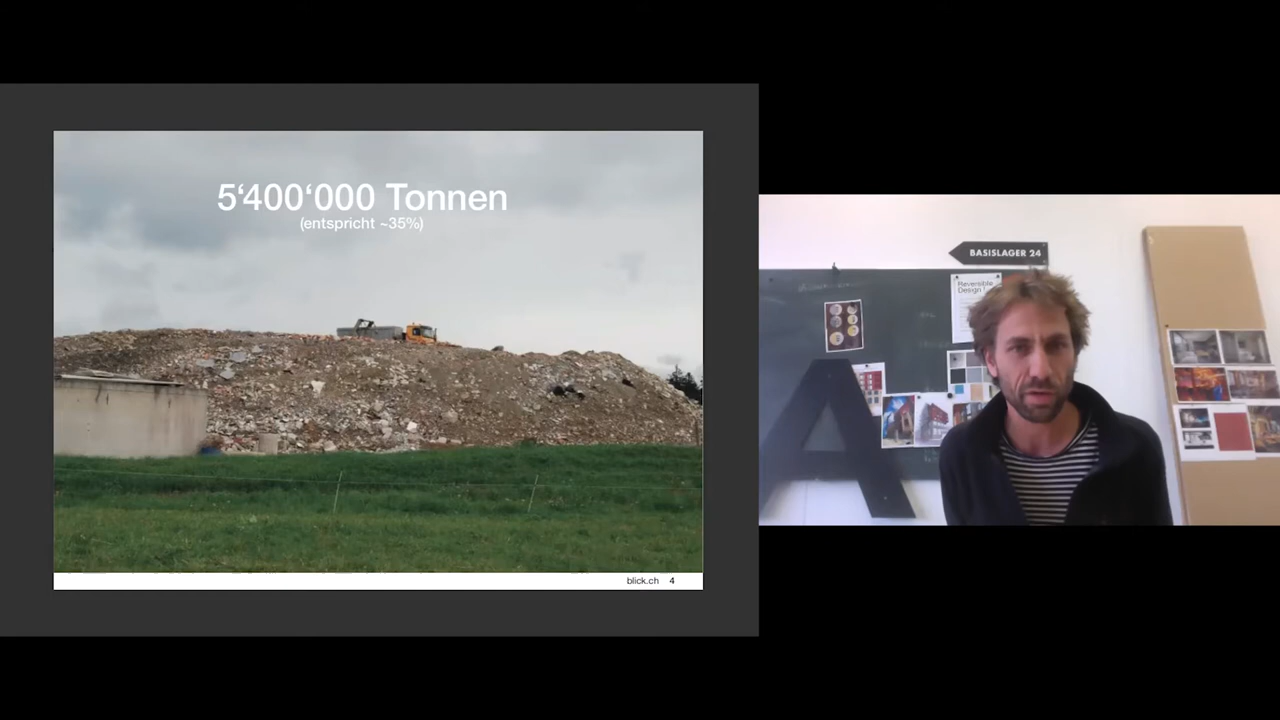 5‘400‘000 Tonnen
(entspricht ~35%)
blick.ch 4
BASISLAGER 24
Reversible
Design
A